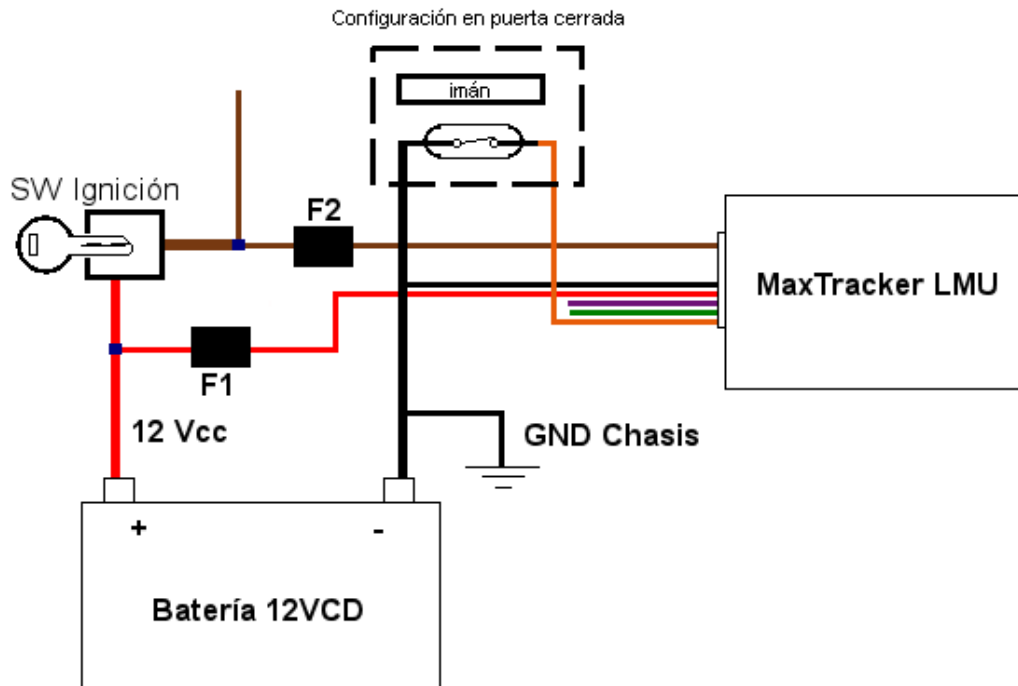 Configuración en puerta cerrada
imán
SW Ignición
F2
MaxTracker LMU
F1
12 Vcc
GND Chasis
+
-
Batería 12VCD